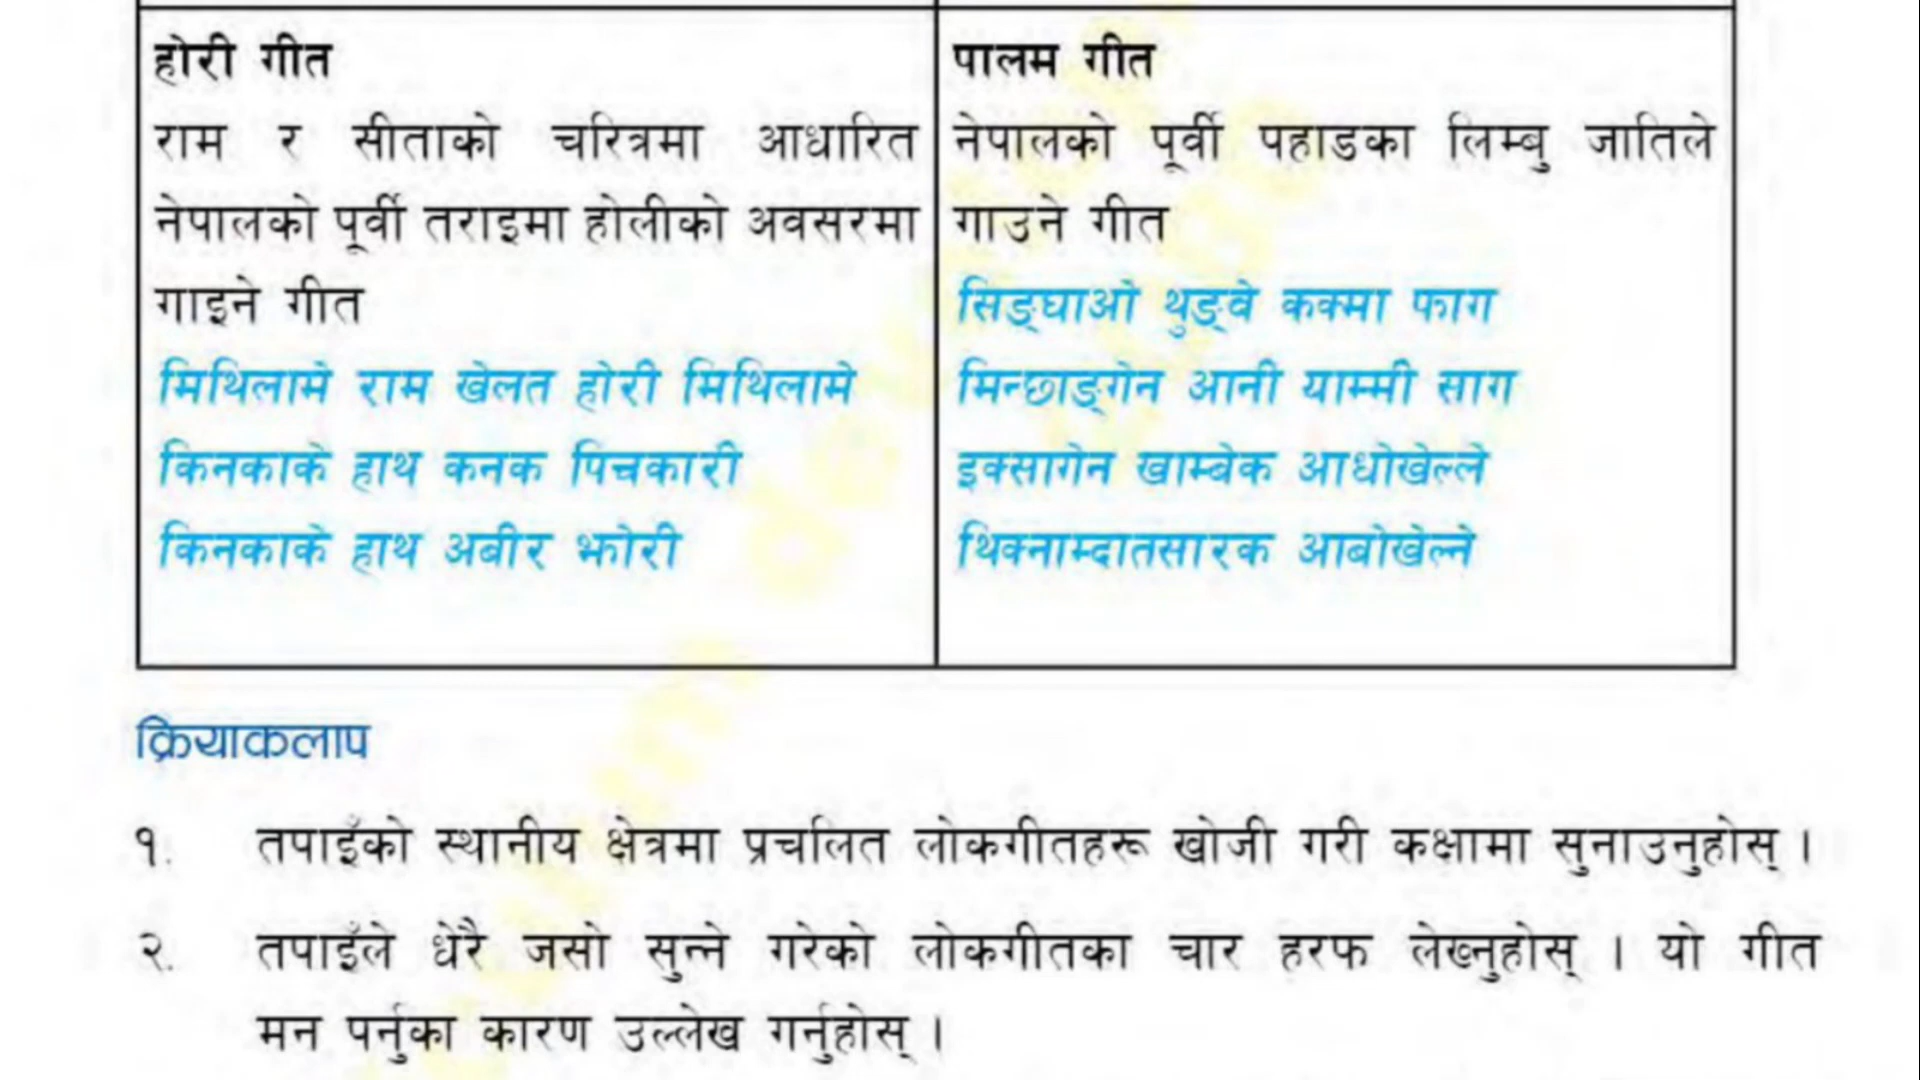 होरी गीत
राम र सीताको चरित्रमा आधारित
नेपालको पूर्वी तराइमा होलीको अवसरमा
गाइने गीत
मिथिलामे राम खेलत होरी मिथिलामे
किनकाके हाथ कनक पिचकारी
किनकाके हाथ अबीर झोरी
पालम गीत
नेपालको पूर्वी पहाडका लिम्बु जातिले
गाउने गीत
सिङ्घाओ थुङ्वे कक्मा फाग
मिन्छाङ्गेन आनी याम्मी साग
इक्सागेन खाम्बेक आधोखेल्ले
थिक्नाम्दातसारक आबोखेल्ने
क्रियाकलाप
१. तपाइँको स्थानीय क्षेत्रमा प्रचलित लोकगीतहरू खोजी गरी कक्षामा सुनाउनुहोस् ।
२. तपाइँले धेरै जसो सुन्ने गरेको लोकगीतका चार हरफ लेख्नुहोस् । यो गीत
मन पर्नुका कारण उल्लेख गर्नुहोस् ।